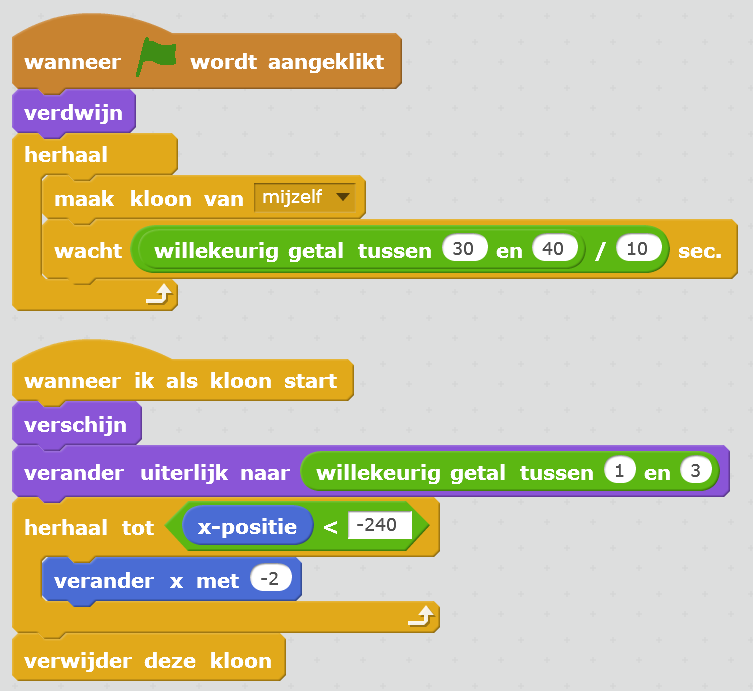 wanneer wordt aangeklikt
verdwijn
herhaal
maak kloon van mijzelf
wacht willekeurig getal tussen 30 en 40 / 10 sec.
wanneer ik als kloon start
verschijn
verander uiterlijk naar willekeurig getal tussen 1 en 3
herhaal tot x-positie < -240
verander x met -2
verwijder deze kloon